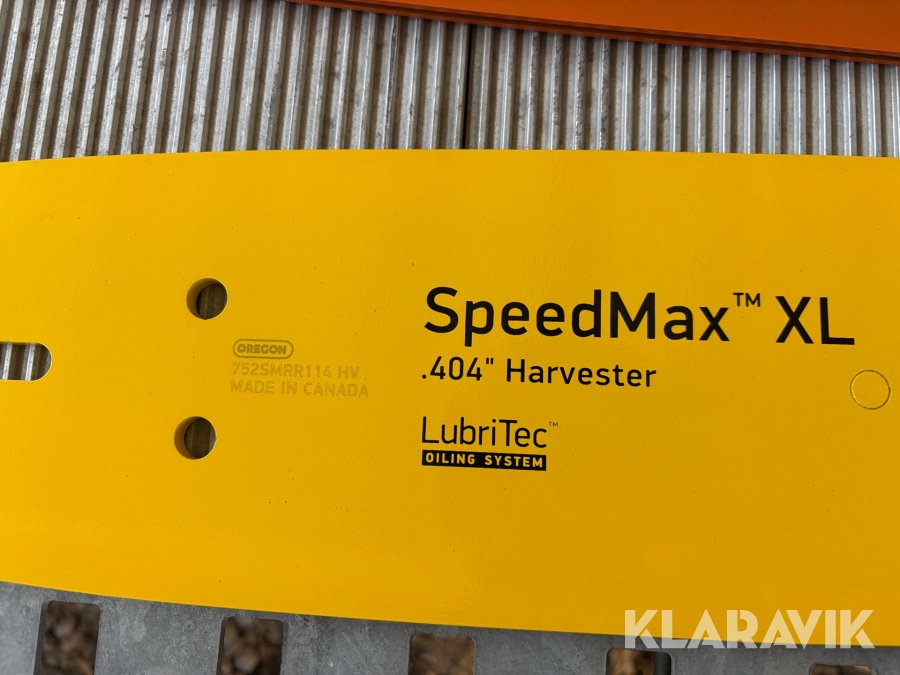 SpeedMax™ XL
.404" Harvester
LubriTec™
OILING SYSTEM
OREGON
752SMRR114 HV
MADE IN CANADA
KLARAVIK